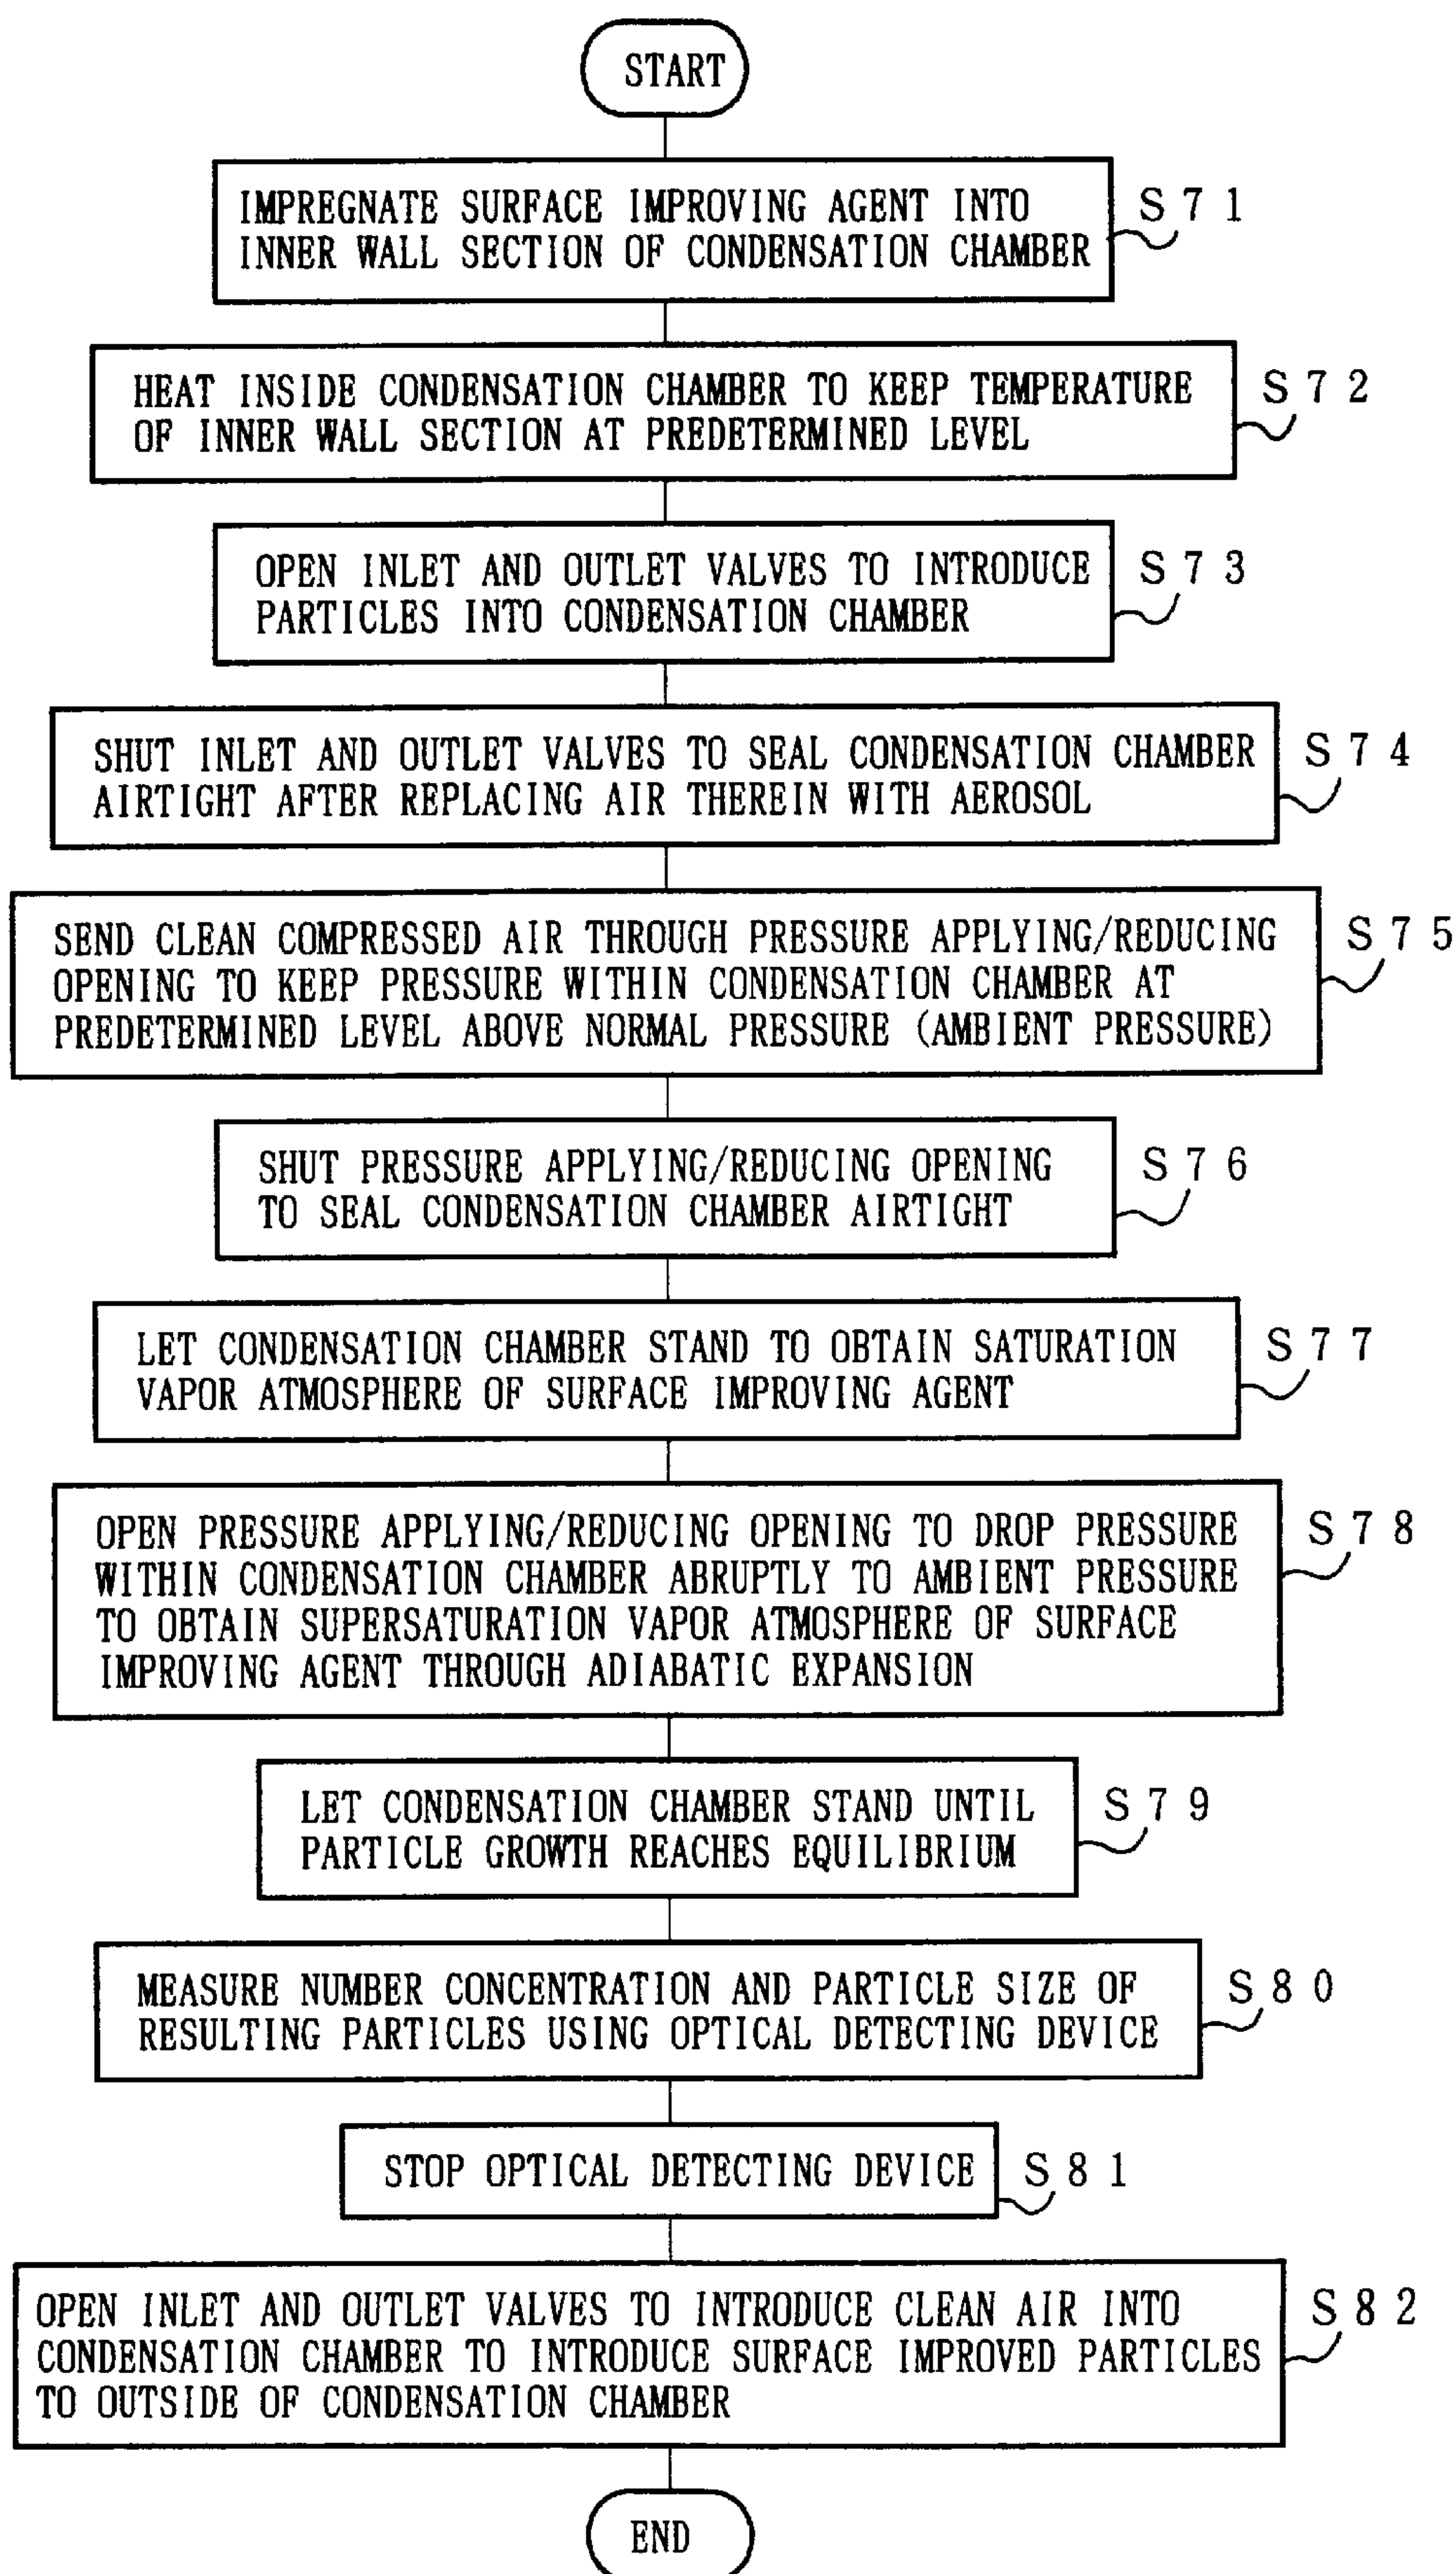 START
IMPREGNATE SURFACE IMPROVING AGENT INTO
INNER WALL SECTION OF CONDENSATION CHAMBER
S71
HEAT INSIDE CONDENSATION CHAMBER TO KEEP TEMPERATURE
OF INNER WALL SECTION AT PREDETERMINED LEVEL
S72
OPEN INLET AND OUTLET VALVES TO INTRODUCE
PARTICLES INTO CONDENSATION CHAMBER
S73
SHUT INLET AND OUTLET VALVES TO SEAL CONDENSATION CHAMBER
AIRTIGHT AFTER REPLACING AIR THEREIN WITH AEROSOL
S74
SEND CLEAN COMPRESSED AIR THROUGH PRESSURE APPLYING/REDUCING
OPENING TO KEEP PRESSURE WITHIN CONDENSATION CHAMBER AT
PREDETERMINED LEVEL ABOVE NORMAL PRESSURE (AMBIENT PRESSURE)
S75
SHUT PRESSURE APPLYING/REDUCING OPENING
TO SEAL CONDENSATION CHAMBER AIRTIGHT
S76
LET CONDENSATION CHAMBER STAND TO OBTAIN SATURATION
VAPOR ATMOSPHERE OF SURFACE IMPROVING AGENT
S77
OPEN PRESSURE APPLYING/REDUCING OPENING TO DROP PRESSURE
WITHIN CONDENSATION CHAMBER ABRUPTLY TO AMBIENT PRESSURE
TO OBTAIN SUPERSATURATION VAPOR ATMOSPHERE OF SURFACE
IMPROVING AGENT THROUGH ADIABATIC EXPANSION
S78
LET CONDENSATION CHAMBER STAND UNTIL
PARTICLE GROWTH REACHES EQUILIBRIUM
S79
MEASURE NUMBER CONCENTRATION AND PARTICLE SIZE OF
RESULTING PARTICLES USING OPTICAL DETECTING DEVICE
S80
STOP OPTICAL DETECTING DEVICE
S81
OPEN INLET AND OUTLET VALVES TO INTRODUCE CLEAN AIR INTO
CONDENSATION CHAMBER TO INTRODUCE SURFACE IMPROVED PARTICLES
TO OUTSIDE OF CONDENSATION CHAMBER
S82
END